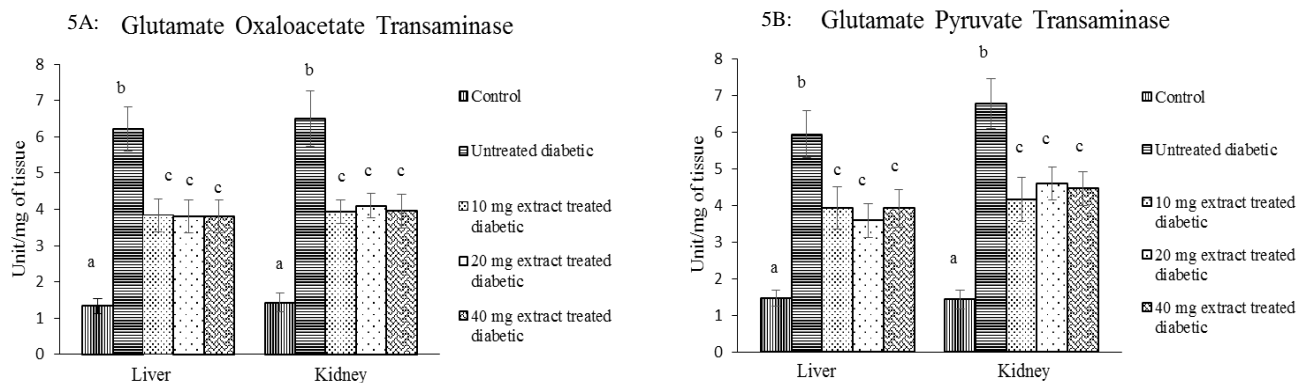 5A: Glutamate Oxaloacetate Transaminase
Unit/mg of tissue
8
7
6
5
4
3
2
1
0
a
b
c
c
c
a
b
c
c
c
Liver
Kidney
Control
Untreated diabetic
10 mg extract treated
diabetic
20 mg extract treated
diabetic
40 mg extract treated
diabetic
5B: Glutamate Pyruvate Transaminase
Unit/mg of tissue
8
7
6
5
4
3
2
1
0
a
b
c
c
c
a
b
c
c
c
Liver
Kidney
Control
Untreated diabetic
10 mg extract treated
diabetic
20 mg extract treated
diabetic
40 mg extract treated
diabetic